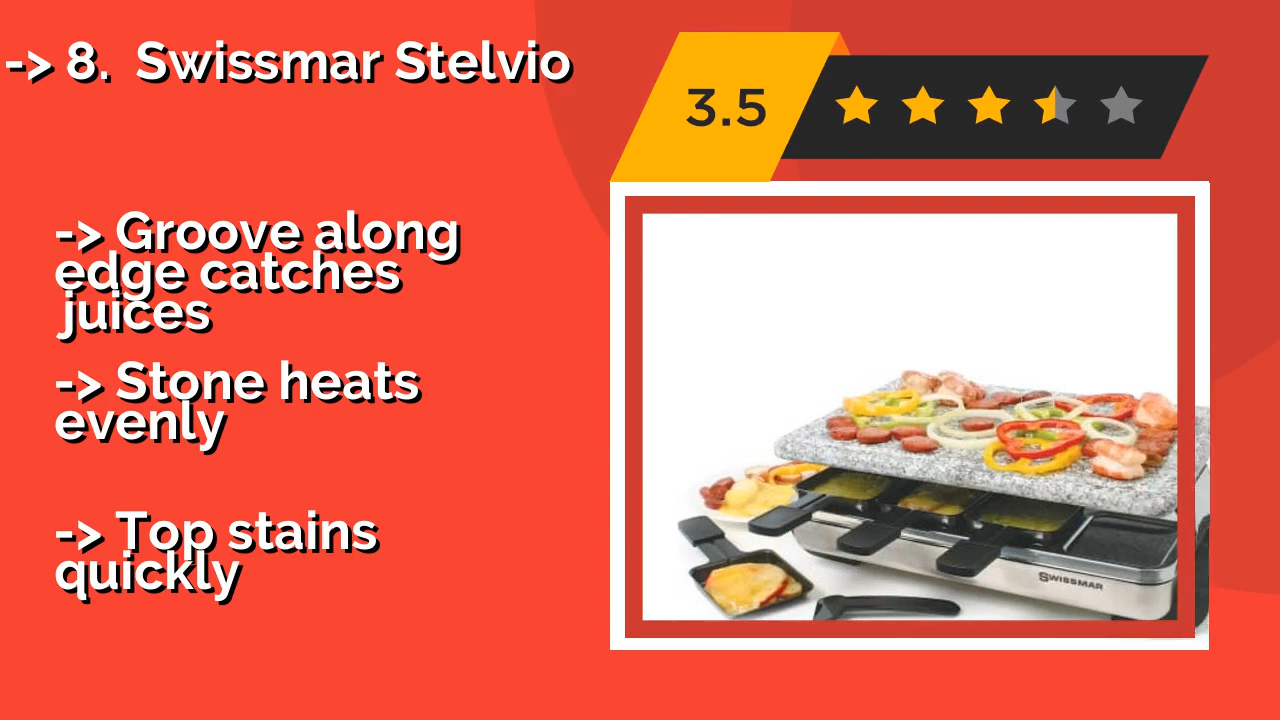 -> 8.  Swissmar Stelvio
3.5
-> Groove along
edge catches
juices
-> Stone heats
evenly
-> Top stains
quickly
SWISSMAR